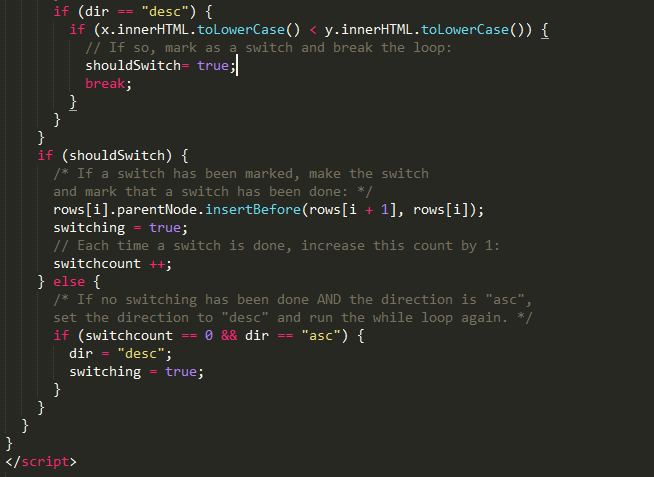 if (dir == "desc") {
if (x.innerHTML.toLowerCase() < y.innerHTML.toLowerCase()) {
// If so, mark as a switch and break the loop:
shouldSwitch= true;
break;
}
}
}
if (shouldSwitch) {
/* If a switch has been marked, make the switch
and mark that a switch has been done: */
rows[i].parentNode.insertBefore(rows[i + 1], rows[i]);
switching = true;
// Each time a switch is done, increase this count by 1:
switchcount ++;
} else {
/* If no switching has been done AND the direction is "asc",
set the direction to "desc" and run the while loop again. */
if (switchcount == 0 && dir == "asc") {
dir = "desc";
switching = true;
}
}
}
}
</script>